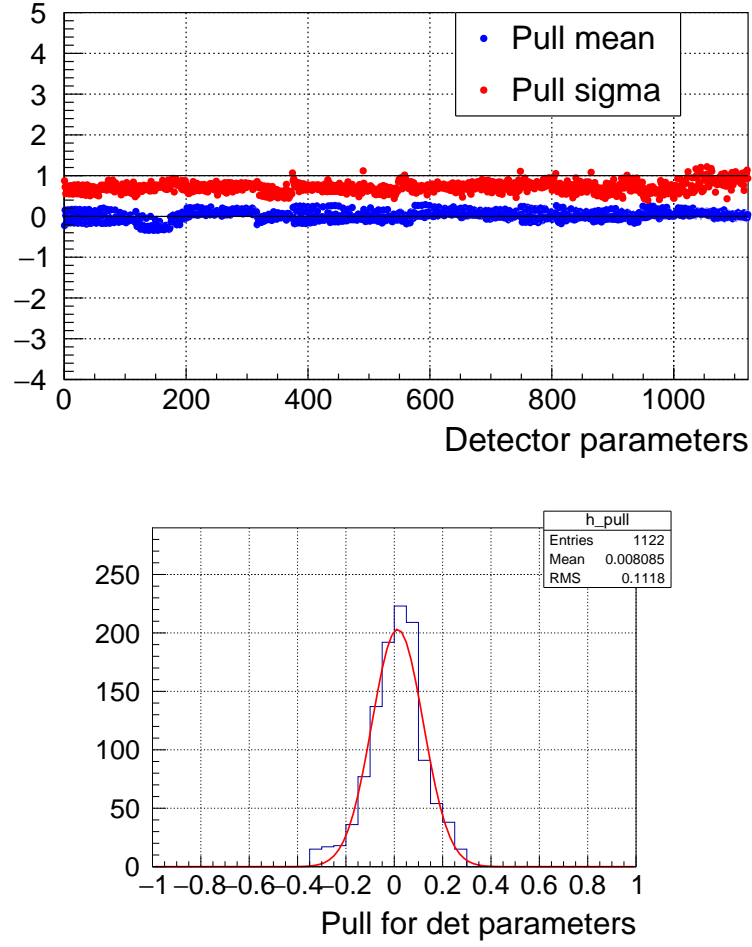 5
4
3
2
1
0
−1
−2
−3
−4
Pull mean
Pull sigma
0 200 400 600 800 1000
Detector parameters
h_pull
Entries 1122
Mean 0.008085
RMS 0.1118
250
200
150
100
50
0
−1 −0.8 −0.6 −0.4 −0.2 0 0.2 0.4 0.6 0.8 1
Pull for det parameters